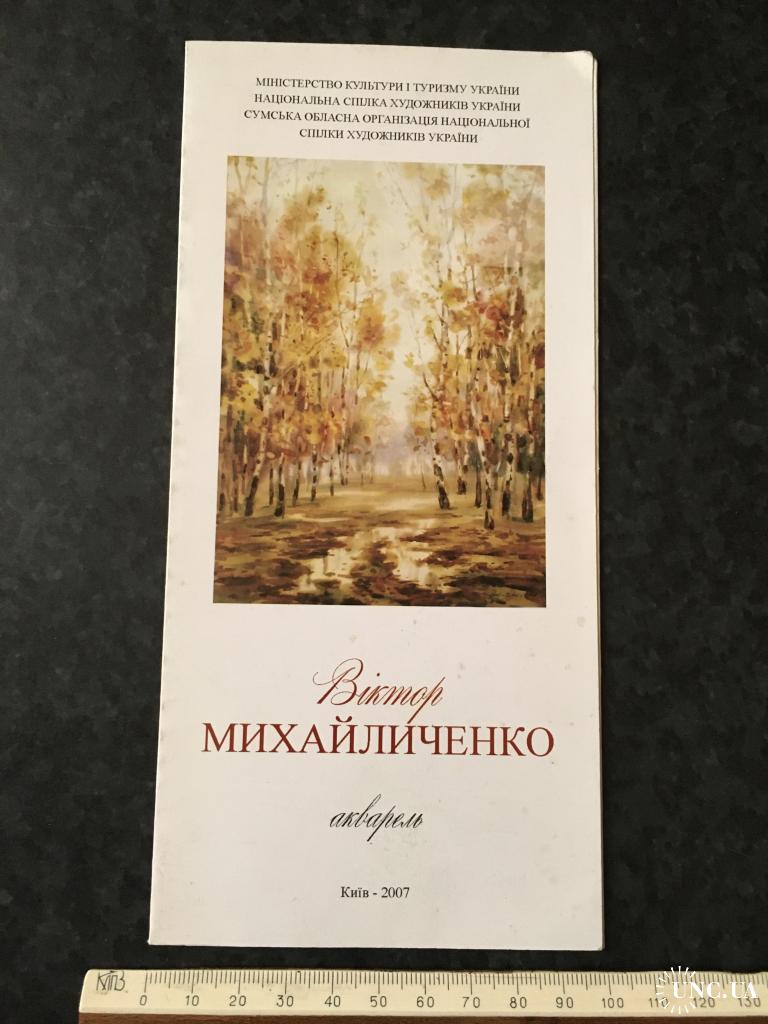 МІНІСТЕРСТВО КУЛЬТУРИ І ТУРИЗМУ УКРАЇНИ
НАЦІОНАЛЬНА СПІЛКА ХУДОЖНИКІВ УКРАЇНИ
СУМСЬКА ОБЛАСНА ОРГАНІЗАЦІЯ НАЦІОНАЛЬНОЇ
СПІЛКИ ХУДОЖНИКІВ УКРАЇНИ
Віктор
МИХАЙЛИЧЕНКО
акварель
Київ - 2007
0 10 20 30 40 50 60 70 80 90 100 110 120 130
UNC.UA